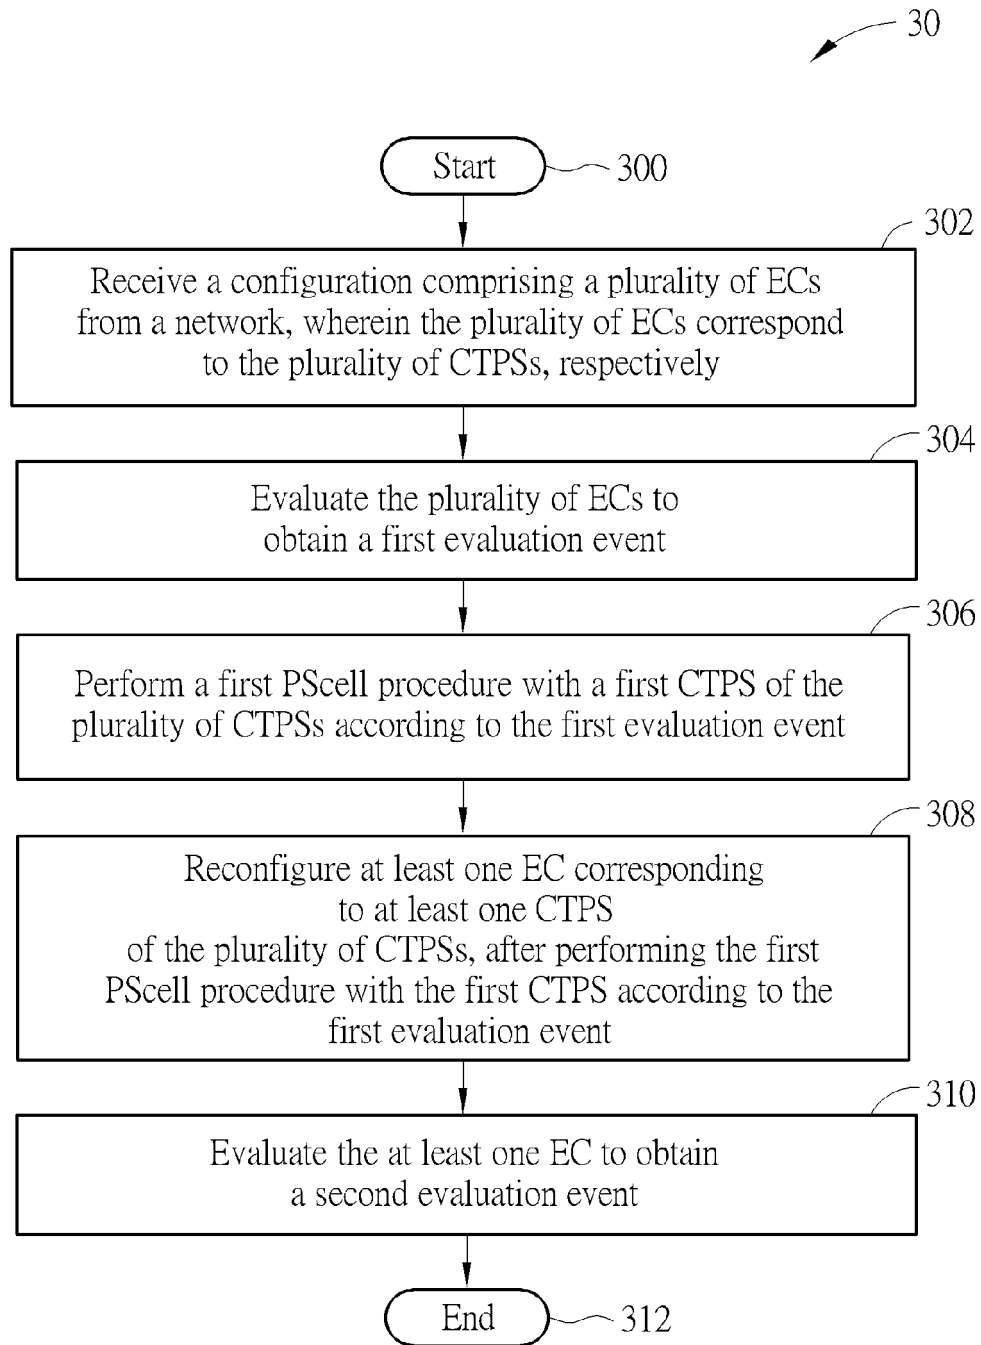 30
Start
300
302
Receive a configuration comprising a plurality of ECs
from a network, wherein the plurality of ECs correspond
to the plurality of CTPSs, respectively
304
Evaluate the plurality of ECs to
obtain a first evaluation event
306
Perform a first PScell procedure with a first CTPS of the
plurality of CTPSs according to the first evaluation event
308
Reconfigure at least one EC corresponding
to at least one CTPS
of the plurality of CTPSs, after performing the first
PScell procedure with the first CTPS according to the
first evaluation event
310
Evaluate the at least one EC to obtain
a second evaluation event
End
312